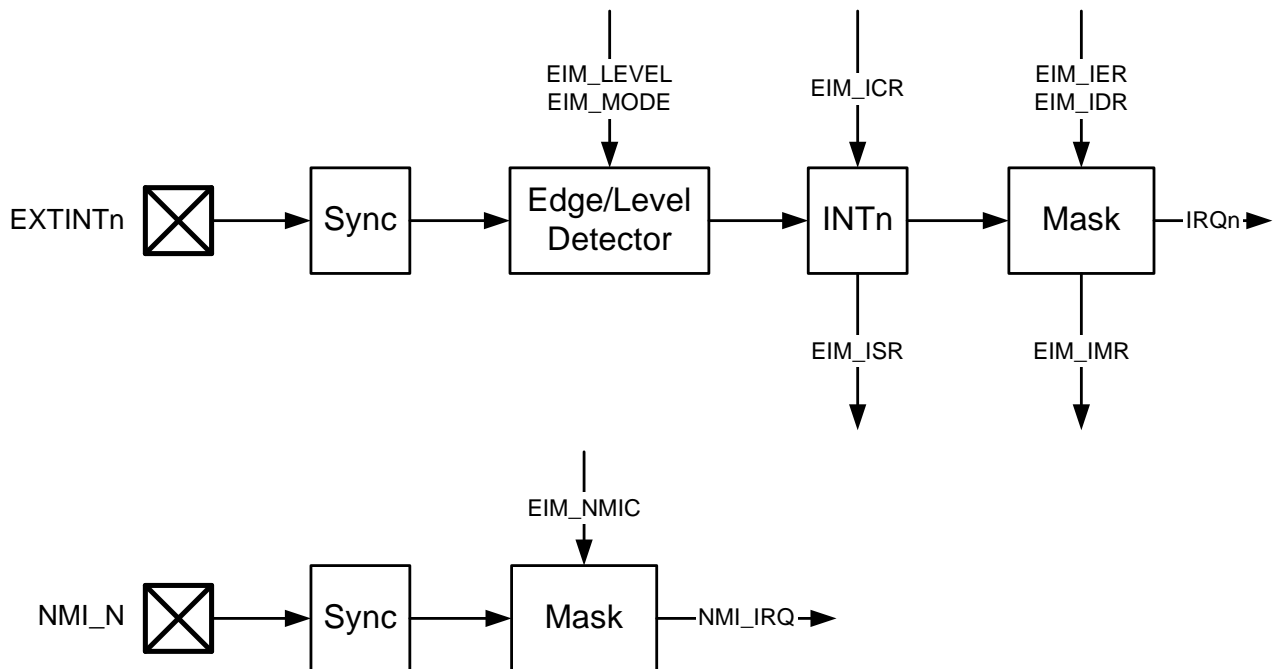 EIM_LEVEL
EIM_MODE
EIM_ICR
EIM_IER
EIM_IDR
EXTINTn
Sync
Edge/Level
Detector
INTn
Mask
IRQn
EIM_ISR
EIM_IMR
EIM_NMIC
NMI_N
Sync
Mask
NMI_IRQ